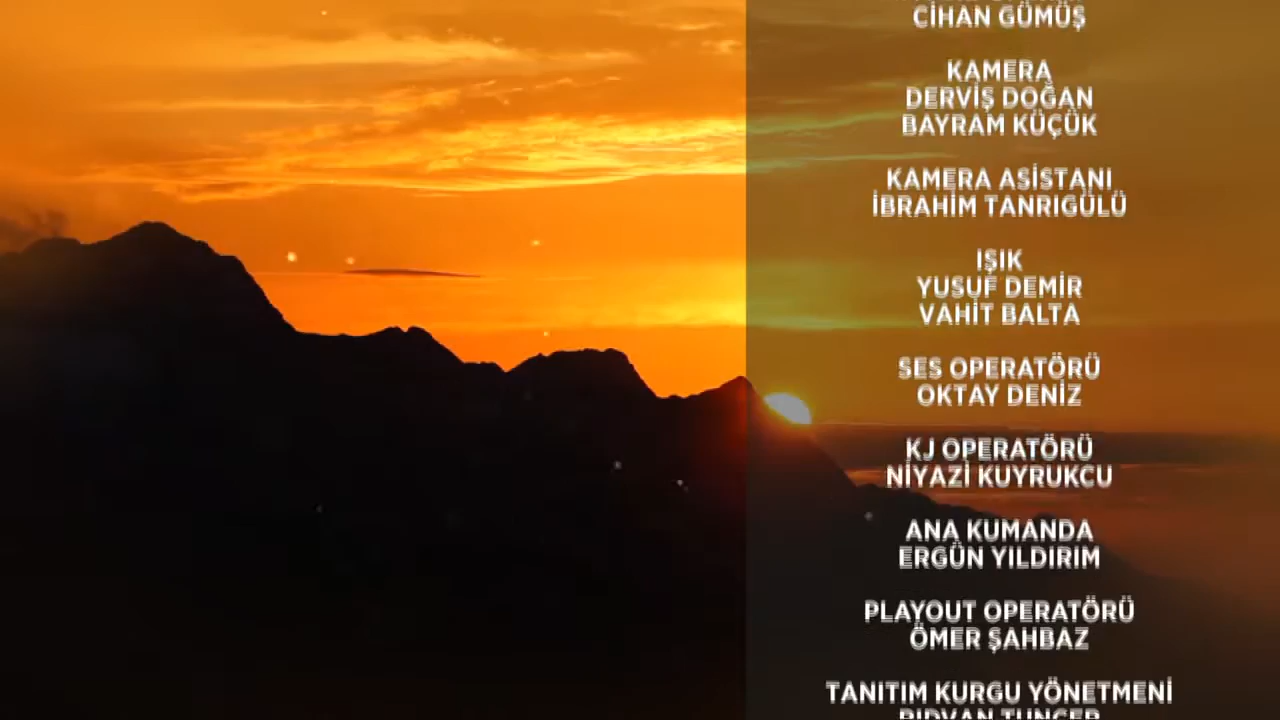 CİHAN GÜMÜŞ
KAMERA
DERVİŞ DOĞAN
BAYRAM KÜÇÜK
KAMERA ASİSTANI
İBRAHİM TANRIGÜLÜ
IŞIK
YUSUF DEMİR
VAHİT BALTA
SES OPERATÖRÜ
OKTAY DENİZ
KJ OPERATÖRÜ
NİYAZİ KUYRUKCU
ANA KUMANDA
ERGÜN YILDIRIM
PLAYOUT OPERATÖRÜ
ÖMER ŞAHBAZ
TANITIM KURGU YÖNETMENİ
RIDVAN TUNCER